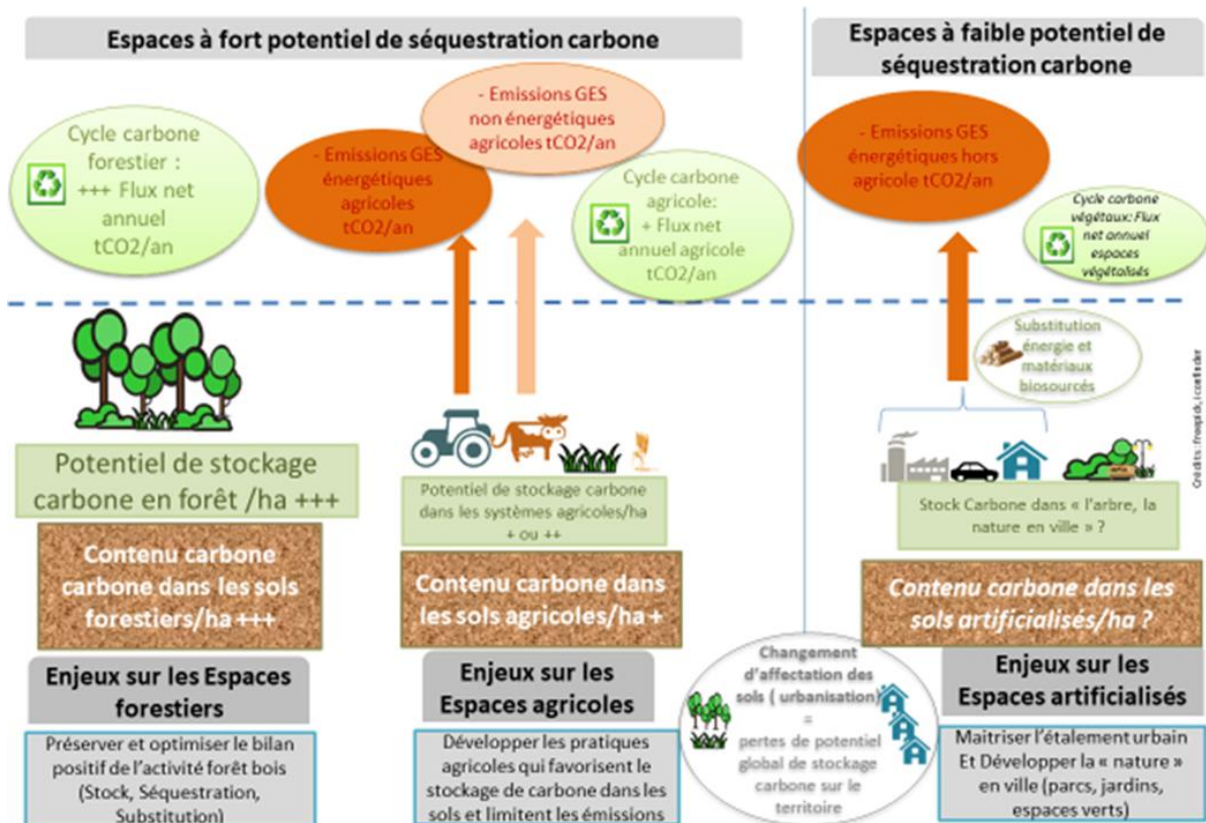 Espaces à fort potentiel de séquestration carbone
Espaces à faible potentiel de
séquestration carbone
Cycle carbone
forestier :
+++ Flux net
annuel
tCO2/an
- Emissions GES
énergétiques
agricoles
tCO2/an
- Emissions GES
non énergétiques
agricoles tCO2/an
Cycle carbone
agricole:
+ Flux net
annuel agricole
tCO2/an
- Emissions GES
énergétiques hors
agricole tCO2/an
Cycle carbone
végétaux: Flux
net annuel
espaces
végétalisés
Substitution
énergie et
matériaux
biosourcés
Crédits : freepick, iconfinder
Potentiel de stockage
carbone en forêt /ha +++
Potentiel de stockage carbone
dans les systèmes agricoles/ha
+ ou ++
Stock Carbone dans « l'arbre, la
nature en ville » ?
Contenu carbone
carbone dans les sols
forestiers/ha +++
Contenu carbone dans
les sols agricoles/ha +
Contenu carbone dans les
sols artificialisés/ha ?
Enjeux sur les Espaces
forestiers
Préserver et optimiser le bilan
positif de l'activité forêt bois
(Stock, Séquestration,
Substitution)
Enjeux sur les
Espaces agricoles
Développer les pratiques
agricoles qui favorisent le
stockage de carbone dans les
sols et limitent les émissions
Changement
d'affectation des
sols ( urbanisation)
=
pertes de potentiel
global de stockage
carbone sur le
territoire
Enjeux sur les
Espaces artificialisés
Maitriser l'étalement urbain
Et Développer la « nature »
en ville (parcs, jardins,
espaces verts)